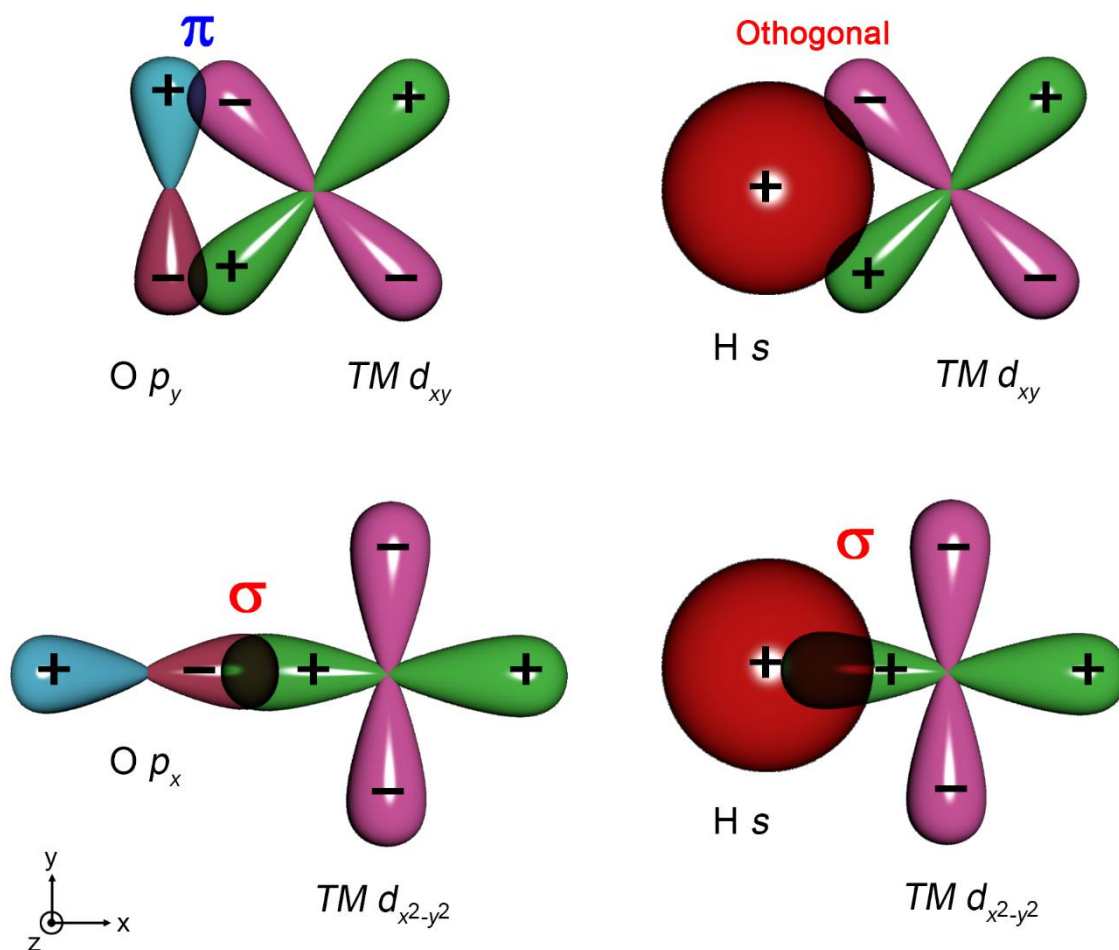 π
Othogonal
+ − +
− +
+
− + −
+ −
O p_y
TM d_xy
H s
TM d_xy
σ
σ
−
−
+ − + +
+ + +
−
−
O p_x
H s
TM d_x²-y²
TM d_x²-y²
y
x
z